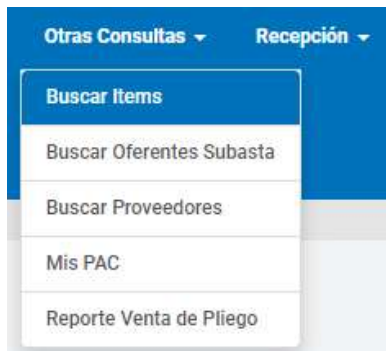 Otras Consultas Recepción
Buscar Items
Buscar Oferentes Subasta
Buscar Proveedores
Mis PAC
Reporte Venta de Pliego